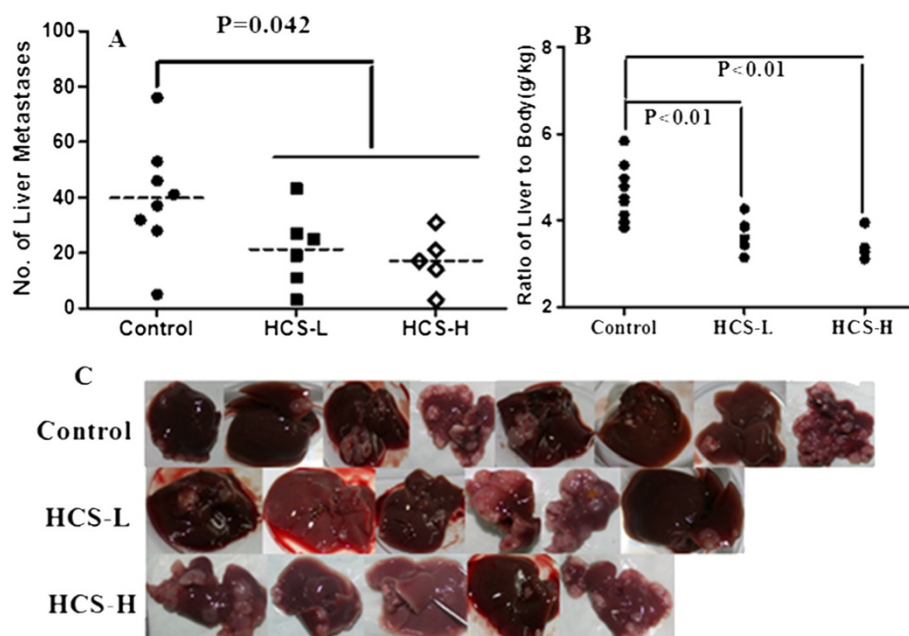 A
P=0.042
No. of Liver Metastases
100
80
60
40
20
0
Control
HCS-L
HCS-H
B
P<0.01
P<0.01
Ratio of Liver to Body(g/kg)
8
6
4
2
Control
HCS-L
HCS-H
C
Control
HCS-L
HCS-H